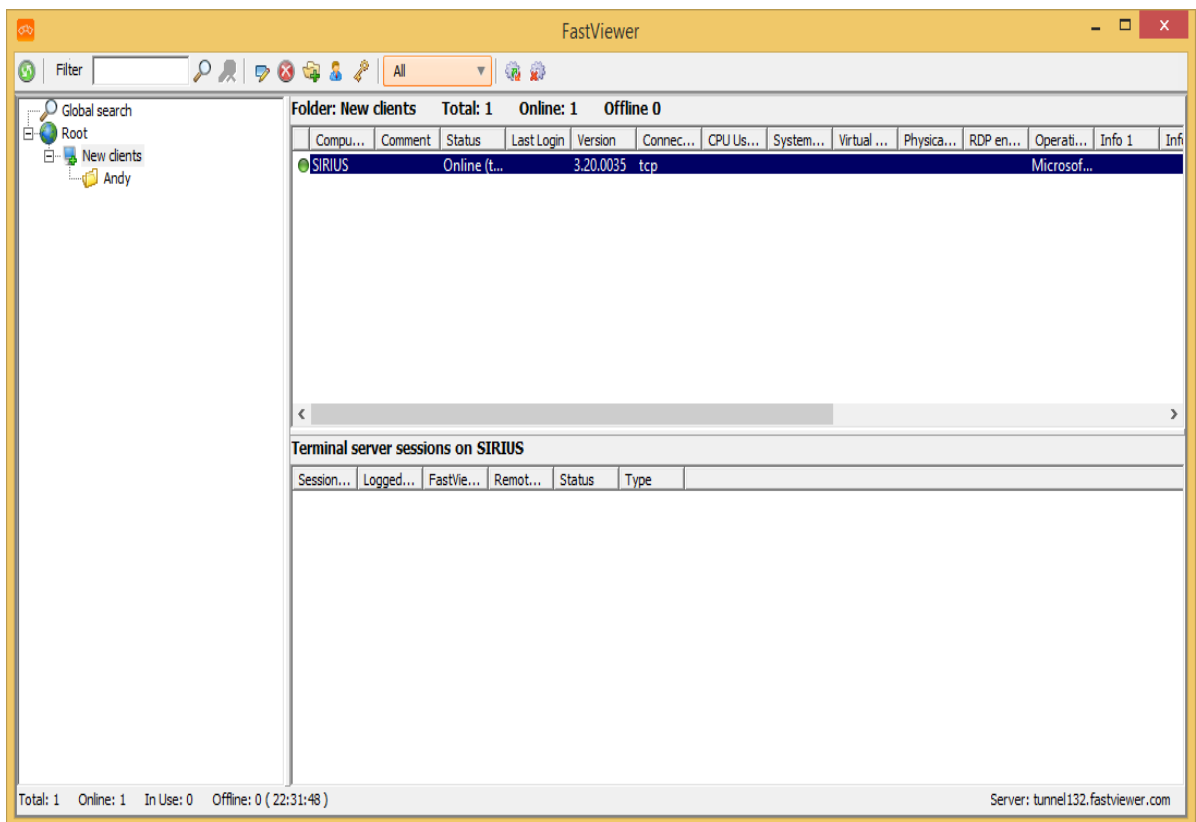 FastViewer
Filter All
Global search
Root
New clients
Andy
Folder: New clients Total: 1 Online: 1 Offline 0
Compu... Comment Status Last Login Version Connec... CPU Us... System... Virtual ... Physica... RDP en... Operati... Info 1 Info
SIRIUS Online (t... 3.20.0035 tcp Microsof...
Terminal server sessions on SIRIUS
Session... Logged... FastVie... Remot... Status Type
Total: 1 Online: 1 In Use: 0 Offline: 0 ( 22:31:48 ) Server: tunnel132.fastviewer.com